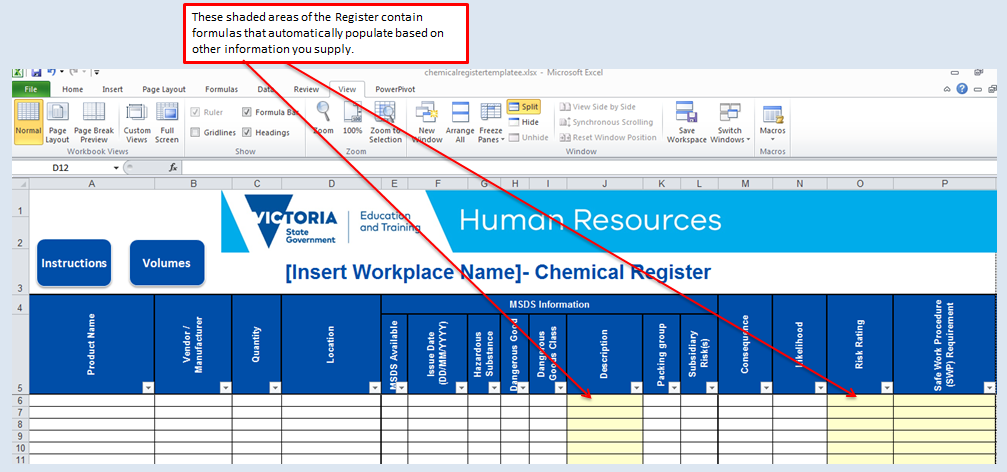 These shaded areas of the Register contain
formulas that automatically populate based on
other information you supply.
chemicalregistertemplatee.xlsx - Microsoft Excel
File Home Insert Page Layout Formulas Data Review View PowerPivot
Normal
Page
Layout
Page Break
Preview
Custom
Views
Full
Screen
Workbook Views
Ruler
Formula Bar
Gridlines
Headings
Show
Zoom
100%
Zoom to
Selection
Zoom
New
Window
Arrange
All
Freeze
Panes
Split
Hide
Unhide
View Side by Side
Synchronous Scrolling
Reset Window Position
Window
Save
Workspace
Switch
Windows
Macros
Macros
D12
fx
A B C D E F G H I J K L M N O P
1
2
3
4
5
6
7
8
9
10
11
VICTORIA
State
Government
Education
and Training
Human Resources
Instructions
Volumes
[Insert Workplace Name]- Chemical Register
MSDS Information
Product Name
Vendor /
Manufacturer
Quantity
Location
MSDS Available
Issue Date
(DD/MM/YYYY)
Hazardous
Substance
Dangerous Good
Dangerous
Goods Class
Description
Packing group
Subsidiary
Risk(s)
Consequence
Likelihood
Risk Rating
Safe Work Procedure
(SWP) Requirement